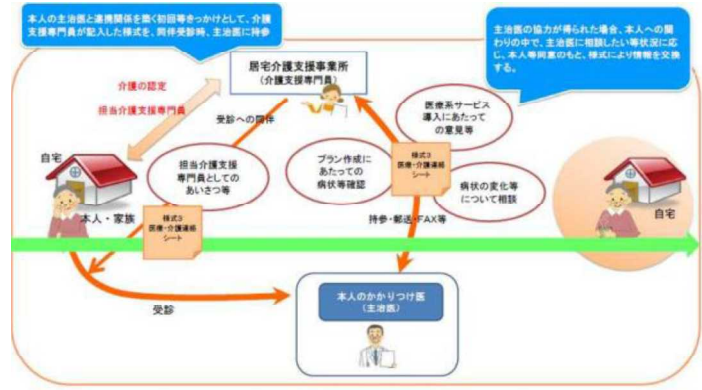 本人の主治医と連携関係を築く初回等きっかけとして、介護
支援専門員が記入した様式を、同伴受診時、主治医に持参
主治医の協力が得られた場合、本人への関
わりの中で、主治医に相談したい等状況に応
じ、本人等同意のもと、様式により情報を交換
する。
居宅介護支援事業所
(介護支援専門員)
介護の認定
担当介護支援専門員
受診への同伴
医療系サービス
導入にあたって
の意見等
自宅
担当介護支援
専門員としての
あいさつ等
プラン作成に
あたっての
病状等確認
様式3
医療・介護連絡
シート
病状の変化等
について相談
自宅
本人・家族
様式3
医療・介護連絡
シート
持参・郵送・FAX等
受診
本人のかかりつけ医
(主治医)